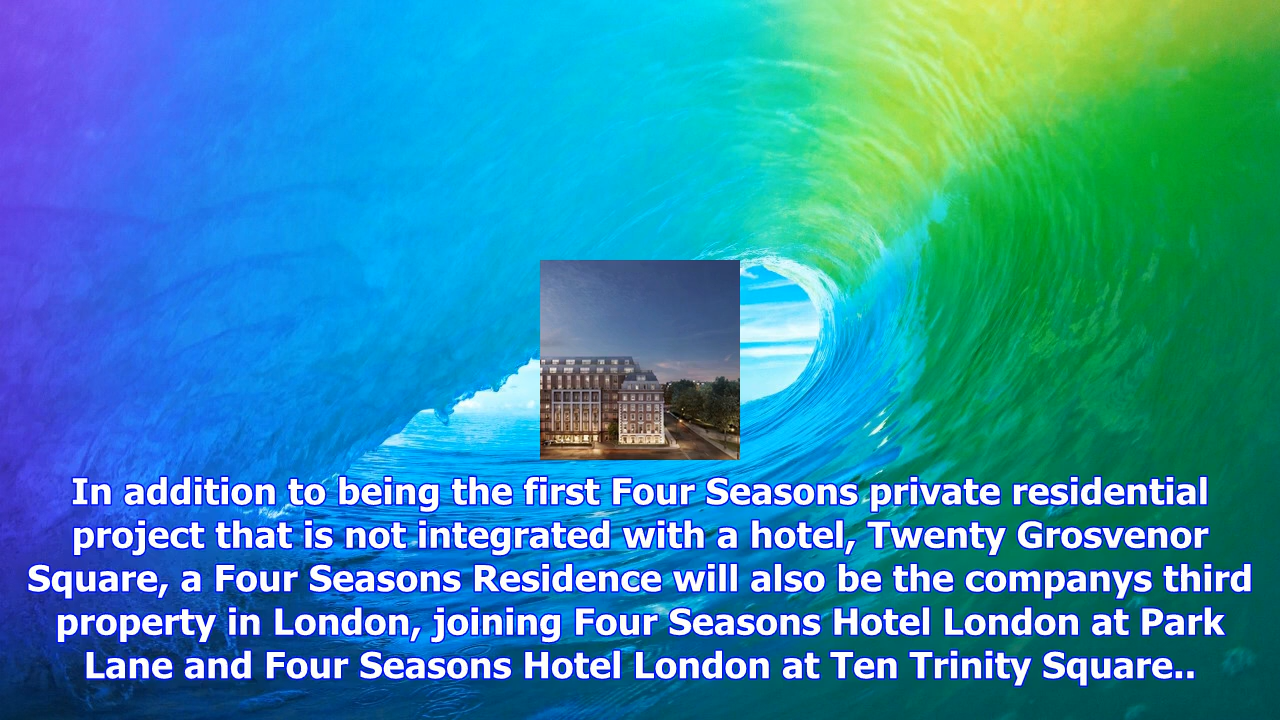 In addition to being the first Four Seasons private residential
project that is not integrated with a hotel, Twenty Grosvenor
Square, a Four Seasons Residence will also be the companys third
property in London, joining Four Seasons Hotel London at Park
Lane and Four Seasons Hotel London at Ten Trinity Square..